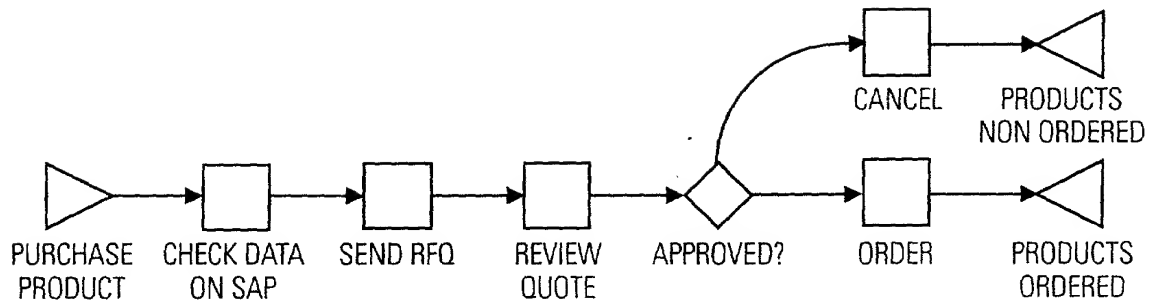 CANCEL
PRODUCTS
NON ORDERED
PURCHASE
PRODUCT
CHECK DATA
ON SAP
SEND RFQ
REVIEW
QUOTE
APPROVED?
ORDER
PRODUCTS
ORDERED